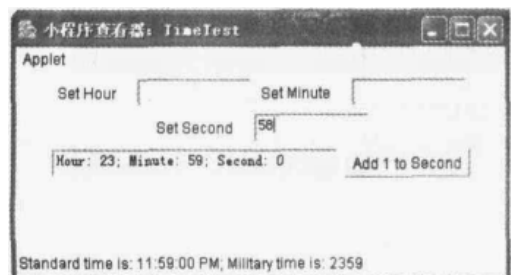 小程序查看器: TimeTest
Applet
Set Hour
Set Minute
Set Second 58
Hour: 23; Minute: 59; Second: 0
Add 1 to Second
Standard time is: 11:59:00 PM; Military time is: 2359